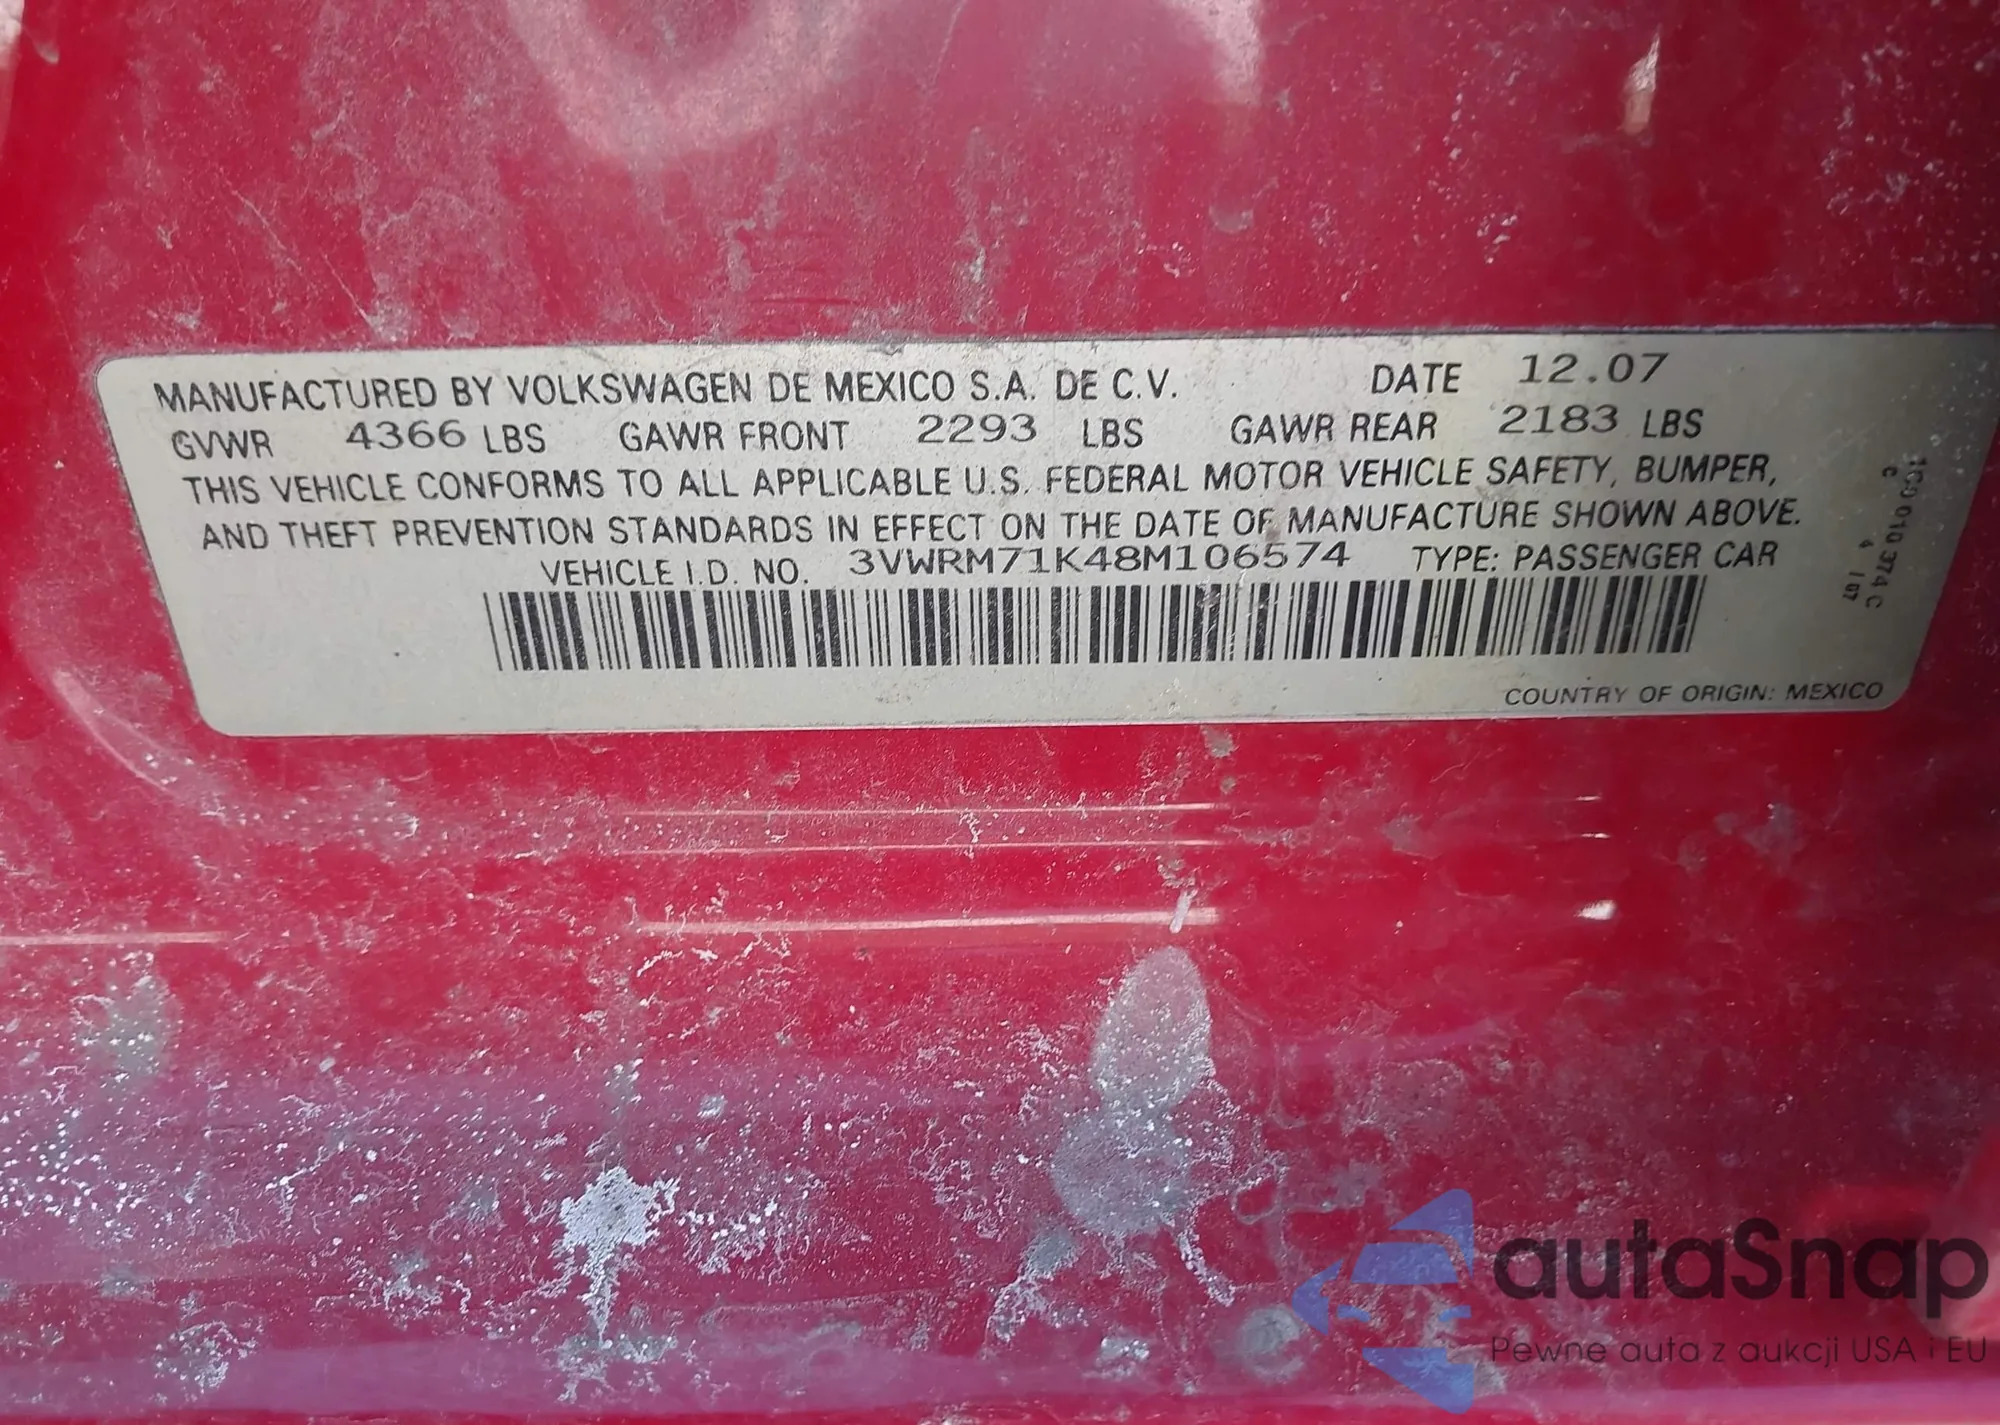 MANUFACTURED BY VOLKSWAGEN DE MEXICO S.A. DE C.V. DATE 12.07
GVWR 4366 LBS GAWR FRONT 2293 LBS GAWR REAR 2183 LBS
THIS VEHICLE CONFORMS TO ALL APPLICABLE U.S. FEDERAL MOTOR VEHICLE SAFETY, BUMPER,
AND THEFT PREVENTION STANDARDS IN EFFECT ON THE DATE OF MANUFACTURE SHOWN ABOVE.
VEHICLE I.D. NO. 3VWRM71K48M106574 TYPE: PASSENGER CAR
COUNTRY OF ORIGIN: MEXICO
1C0 010 374 C
autaSnap
Pewne auta z aukcji USA i EU